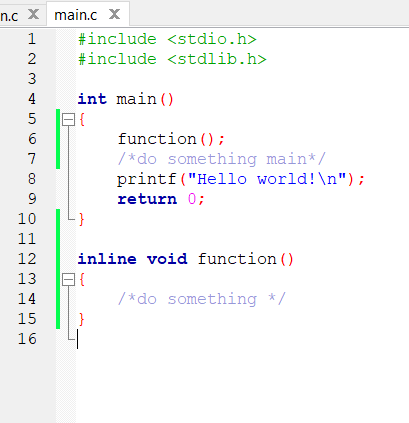 n.c X main.c X
1 #include <stdio.h>
2 #include <stdlib.h>
3
4 int main()
5 {
6     function();
7     /*do something main*/
8     printf("Hello world!\n");
9     return 0;
10 }
11
12 inline void function()
13 {
14     /*do something */
15 }
16